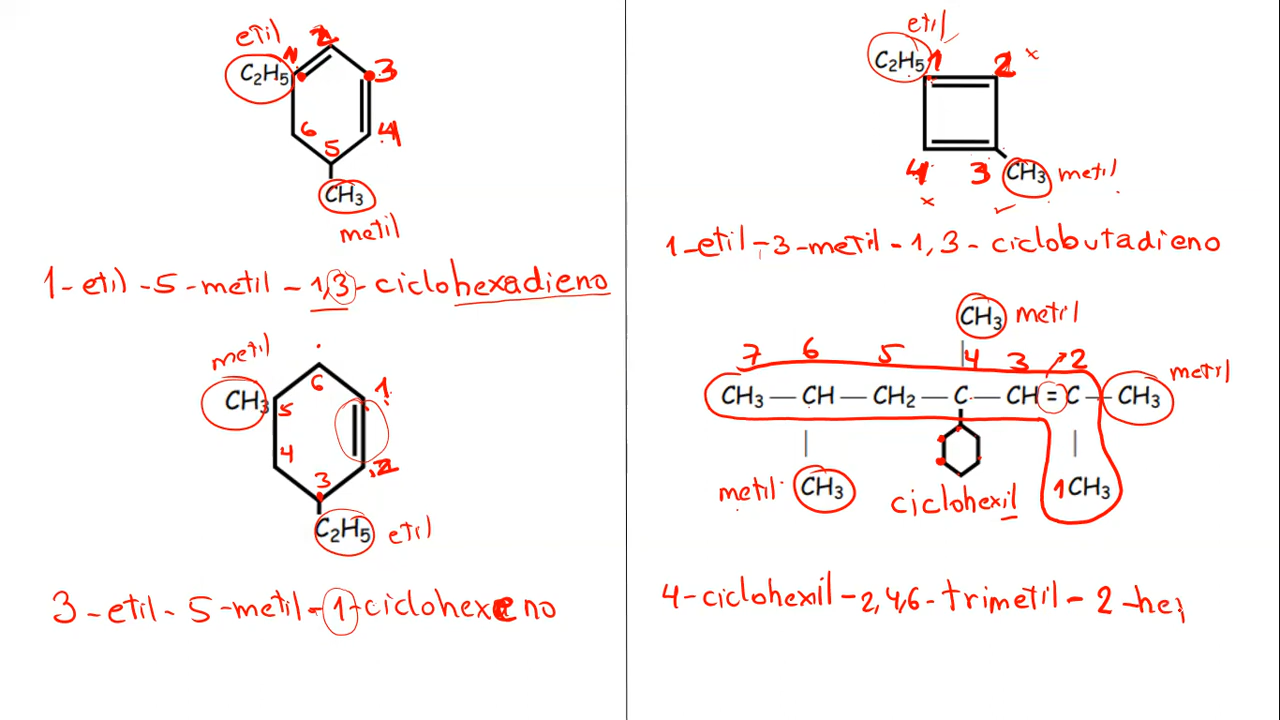 etil
1 2 3
C2H5
6 4
5
CH3
metil
1-etil-5-metil-1,3-ciclohexadieno
metil
6 1
CH3 5
4 2
3
C2H5 etil
3-etil-5-metil-1-ciclohexeno
etil
C2H5 1 2 x
4 3 CH3 metil
x
1-etil-3-metil-1,3-ciclobutadieno
CH3 metil
7 6 5 4 3 2
metil
CH3 — CH — CH2 — C — CH = C — CH3
metil CH3 1CH3
ciclohexil
4-ciclohexil-2,4,6-trimetil-2-he